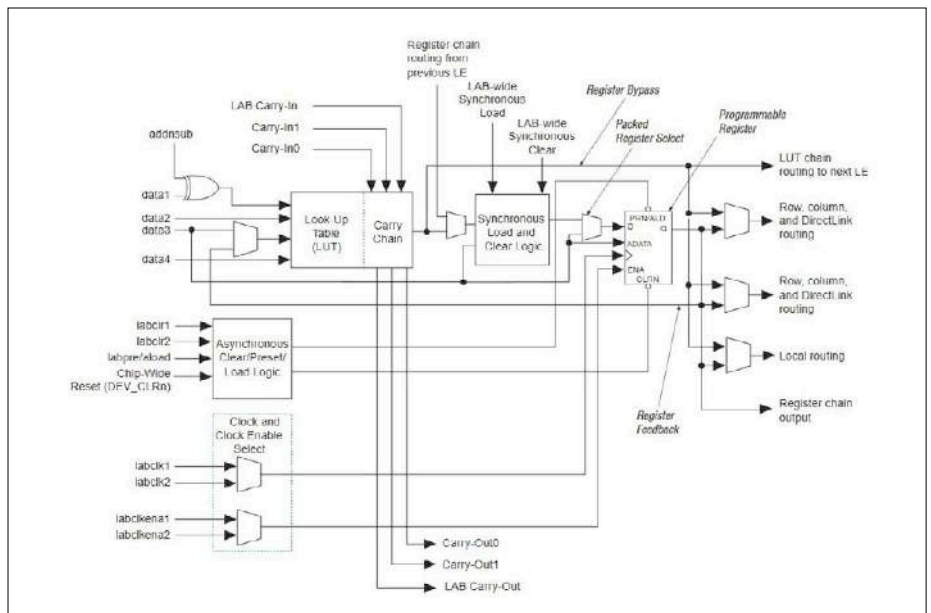 Register chain
routing from
previous LE
LAB-wide
Synchronous
Load
LAB-wide
Synchronous
Clear
Register Bypass
Packed
Register Select
Programmable
Register
LAB Carry-In
Carry-In1
Carry-In0
addnsub
data1
data2
data3
data4
Look-Up
Table
(LUT)
Carry
Chain
Synchronous
Load and
Clear Logic
PRN/ALD
D
Q
ADATA
ENA
CLRN
LUT chain
routing to next LE
Row, column,
and DirectLink
routing
Row, column,
and DirectLink
routing
Local routing
Register chain
output
Register
Feedback
labclr1
labclr2
labpre/aload
Chip-Wide
Reset (DEV_CLRn)
Asynchronous
Clear/Preset/
Load Logic
Clock and
Clock Enable
Select
labclk1
labclk2
labclkena1
labclkena2
Carry-Out0
Carry-Out1
LAB Carry-Out